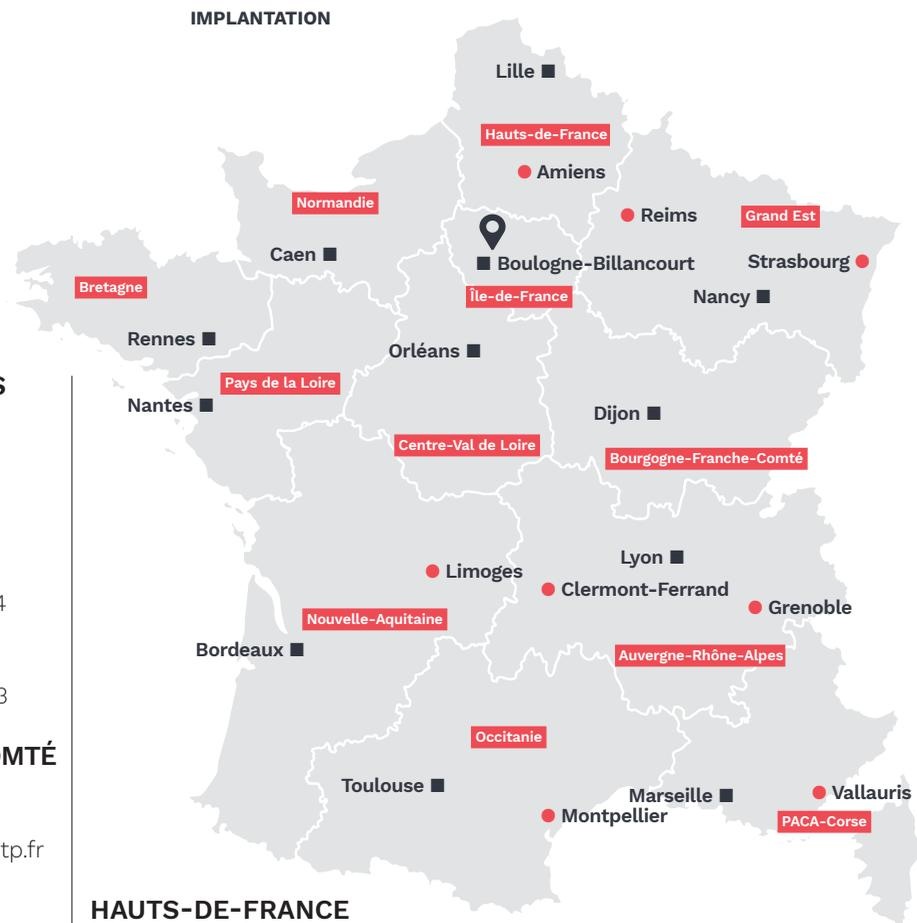 IMPLANTATION
Lille
Hauts-de-France
Amiens
Normandie
Reims
Grand Est
Caen
Boulogne-Billancourt
Strasbourg
Bretagne
Île-de-France
Nancy
Rennes
Orléans
S
Pays de la Loire
Nantes
Dijon
Centre-Val de Loire
Bourgogne-Franche-Comté
Lyon
Limoges
Clermont-Ferrand
4
Grenoble
Nouvelle-Aquitaine
Bordeaux
Auvergne-Rhône-Alpes
3
Occitanie
OMTÉ
Toulouse
Marseille
Vallauris
Montpellier
PACA-Corse
tp.fr
HAUTS-DE-FRANCE